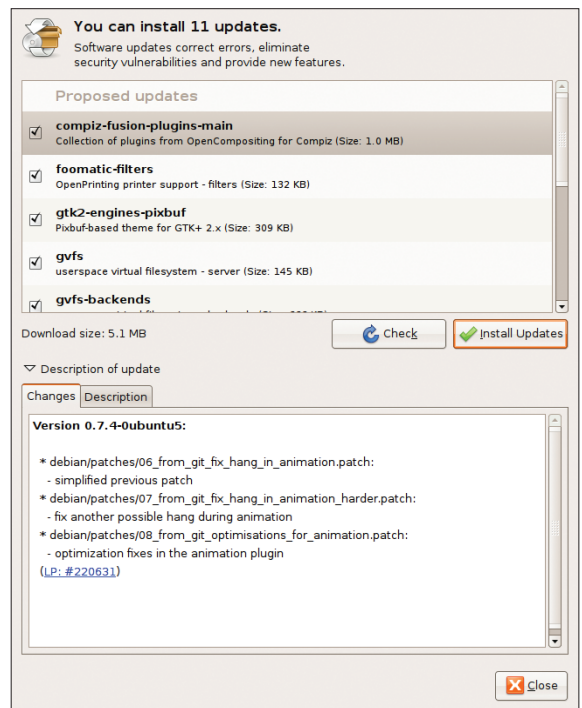 You can install 11 updates.
Software updates correct errors, eliminate
security vulnerabilities and provide new features.
Proposed updates
compiz-fusion-plugins-main
Collection of plugins from OpenCompositing for Compiz (Size: 1.0 MB)
foomatic-filters
OpenPrinting printer support - filters (Size: 132 KB)
gtk2-engines-pixbuf
Pixbuf-based theme for GTK+ 2.x (Size: 309 KB)
gvfs
userspace virtual filesystem - server (Size: 145 KB)
gvfs-backends
Download size: 5.1 MB
Check
Install Updates
Description of update
Changes
Description
Version 0.7.4-0ubuntu5:
* debian/patches/06_from_git_fix_hang_in_animation.patch:
- simplified previous patch
* debian/patches/07_from_git_fix_hang_in_animation_harder.patch:
- fix another possible hang during animation
* debian/patches/08_from_git_optimisations_for_animation.patch:
- optimization fixes in the animation plugin
(LP: #220631)
Close